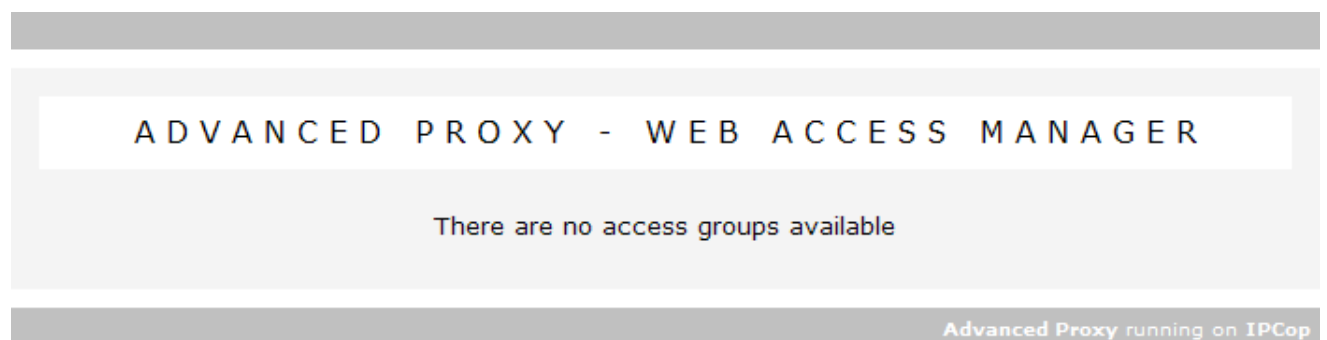 ADVANCED PROXY - WEB ACCESS MANAGER
There are no access groups available
Advanced Proxy running on IPCop